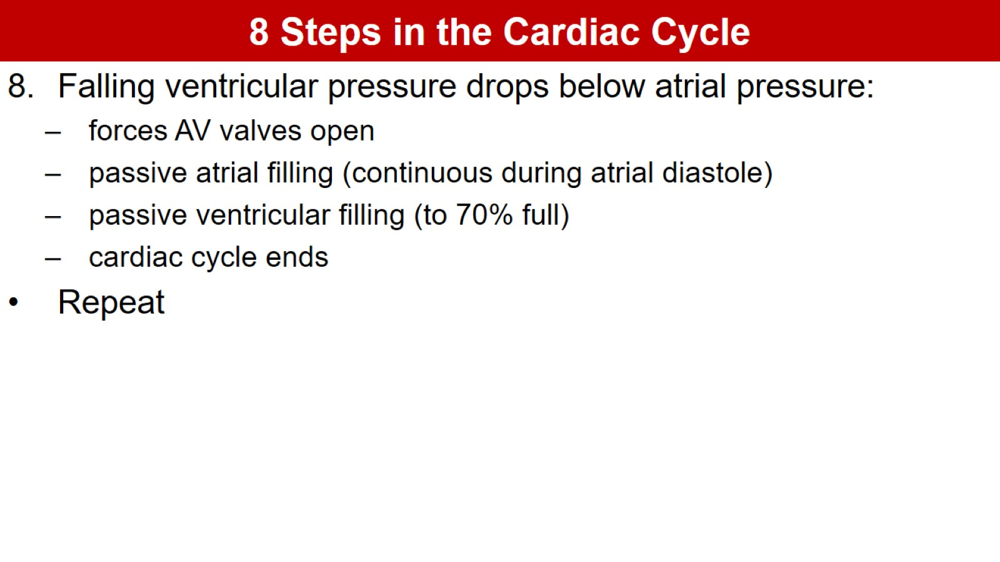 8 Steps in the Cardiac Cycle
8. Falling ventricular pressure drops below atrial pressure:
– forces AV valves open
– passive atrial filling (continuous during atrial diastole)
– passive ventricular filling (to 70% full)
– cardiac cycle ends
• Repeat